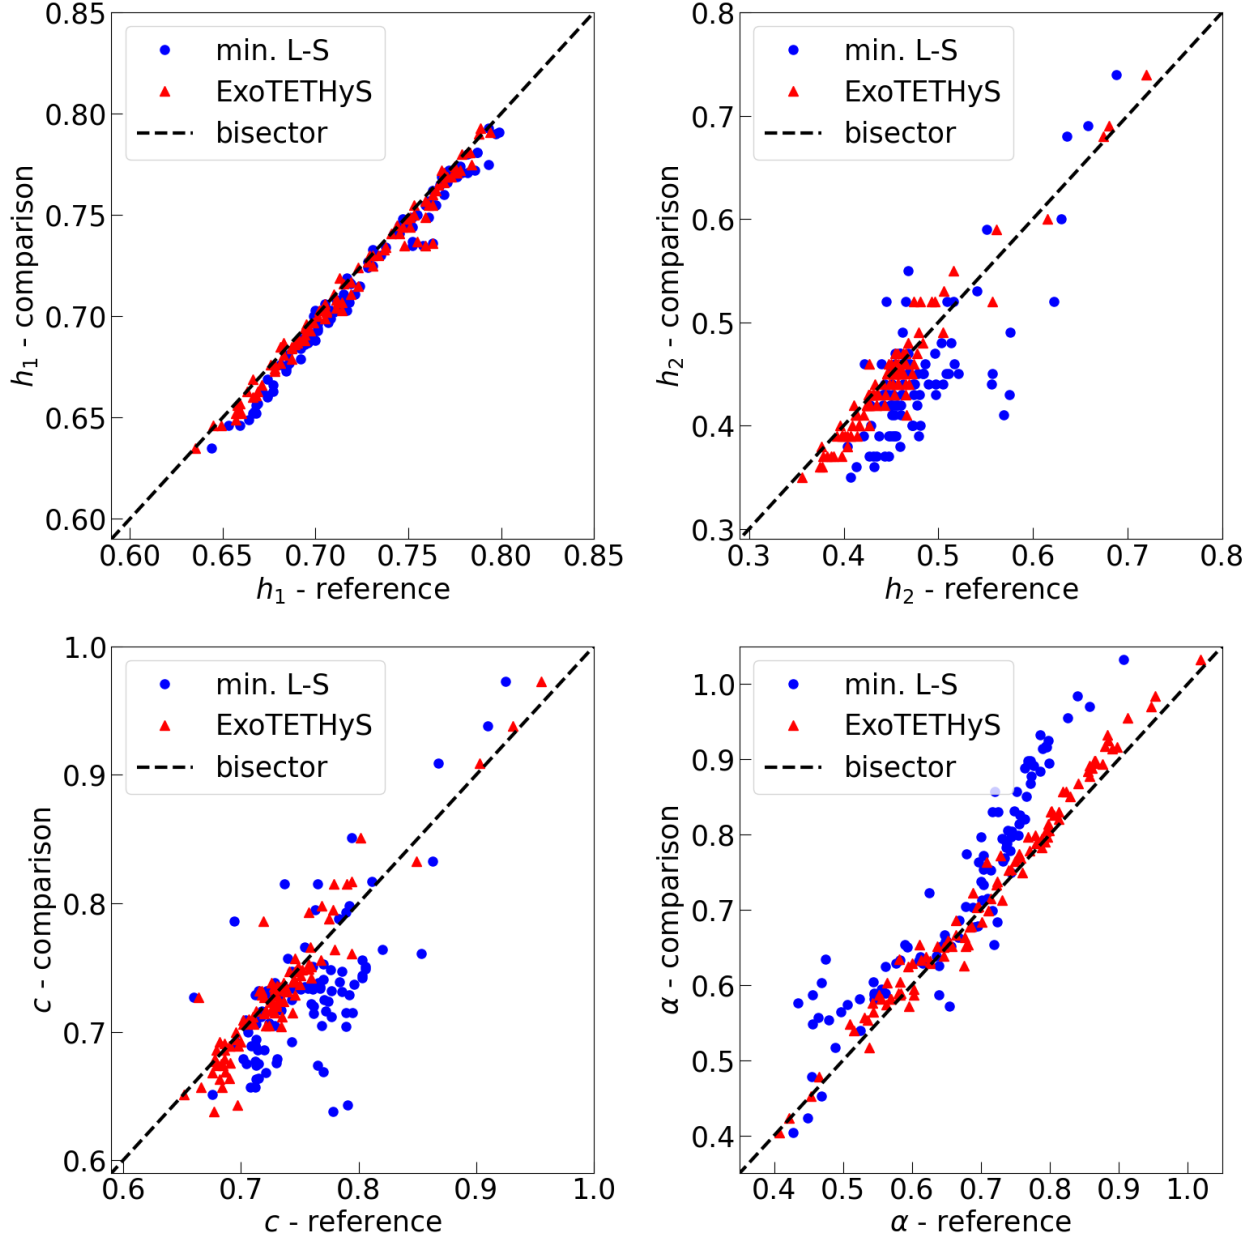 0.85
0.80
0.75
0.70
0.65
0.60
h₁ - comparison
min. L-S
ExoTETHyS
bisector
0.60 0.65 0.70 0.75 0.80 0.85
h₁ - reference
0.8
0.7
0.6
0.5
0.4
0.3
h₂ - comparison
min. L-S
ExoTETHyS
bisector
0.3 0.4 0.5 0.6 0.7 0.8
h₂ - reference
1.0
0.9
0.8
0.7
0.6
c - comparison
min. L-S
ExoTETHyS
bisector
0.6 0.7 0.8 0.9 1.0
c - reference
1.0
0.9
0.8
0.7
0.6
0.5
0.4
α - comparison
min. L-S
ExoTETHyS
bisector
0.4 0.5 0.6 0.7 0.8 0.9 1.0
α - reference